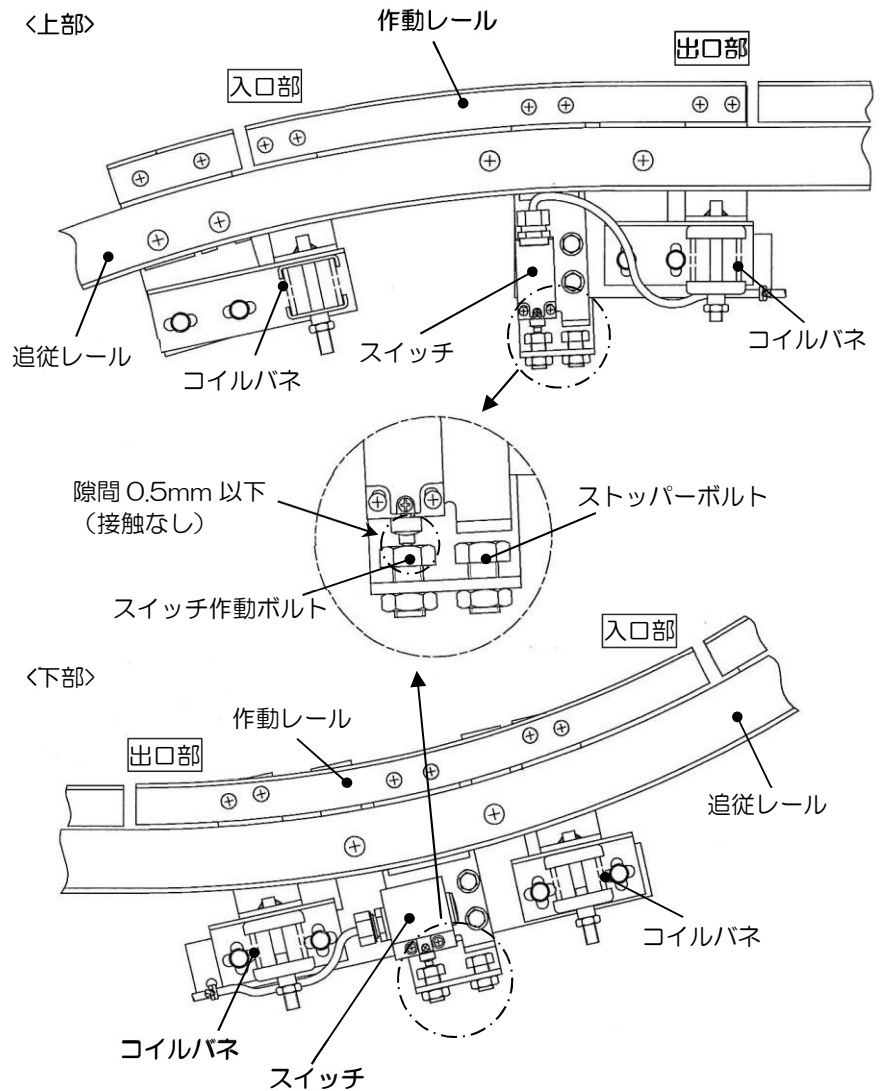 〈上部〉
作動レール
出口部
入口部
追従レール
コイルバネ
スイッチ
コイルバネ
隙間 0.5mm 以下
（接触なし）
ストッパーボルト
スイッチ作動ボルト
入口部
〈下部〉
作動レール
出口部
追従レール
コイルバネ
コイルバネ
スイッチ